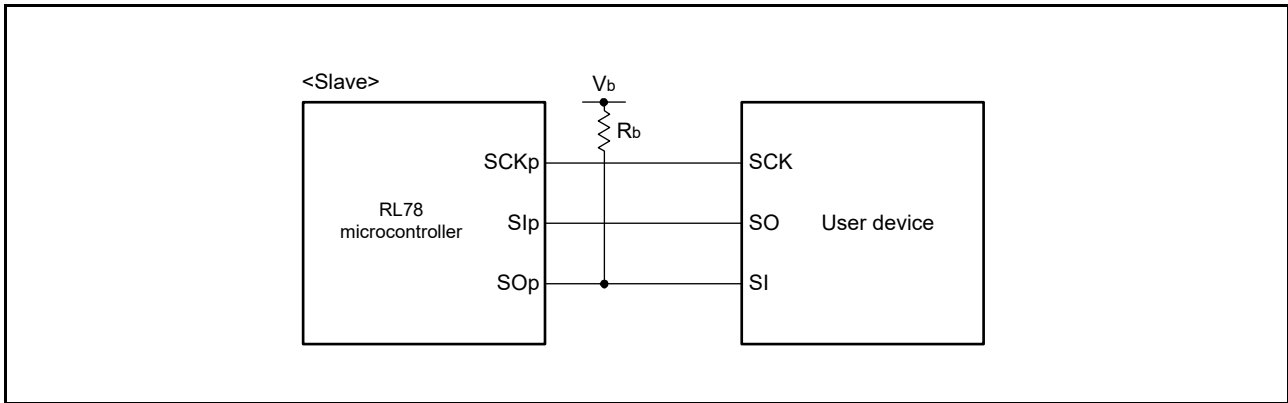 <Slave>
Vb
Rb
SCKp
SCK
RL78
microcontroller
SIp
SO
User device
SOp
SI